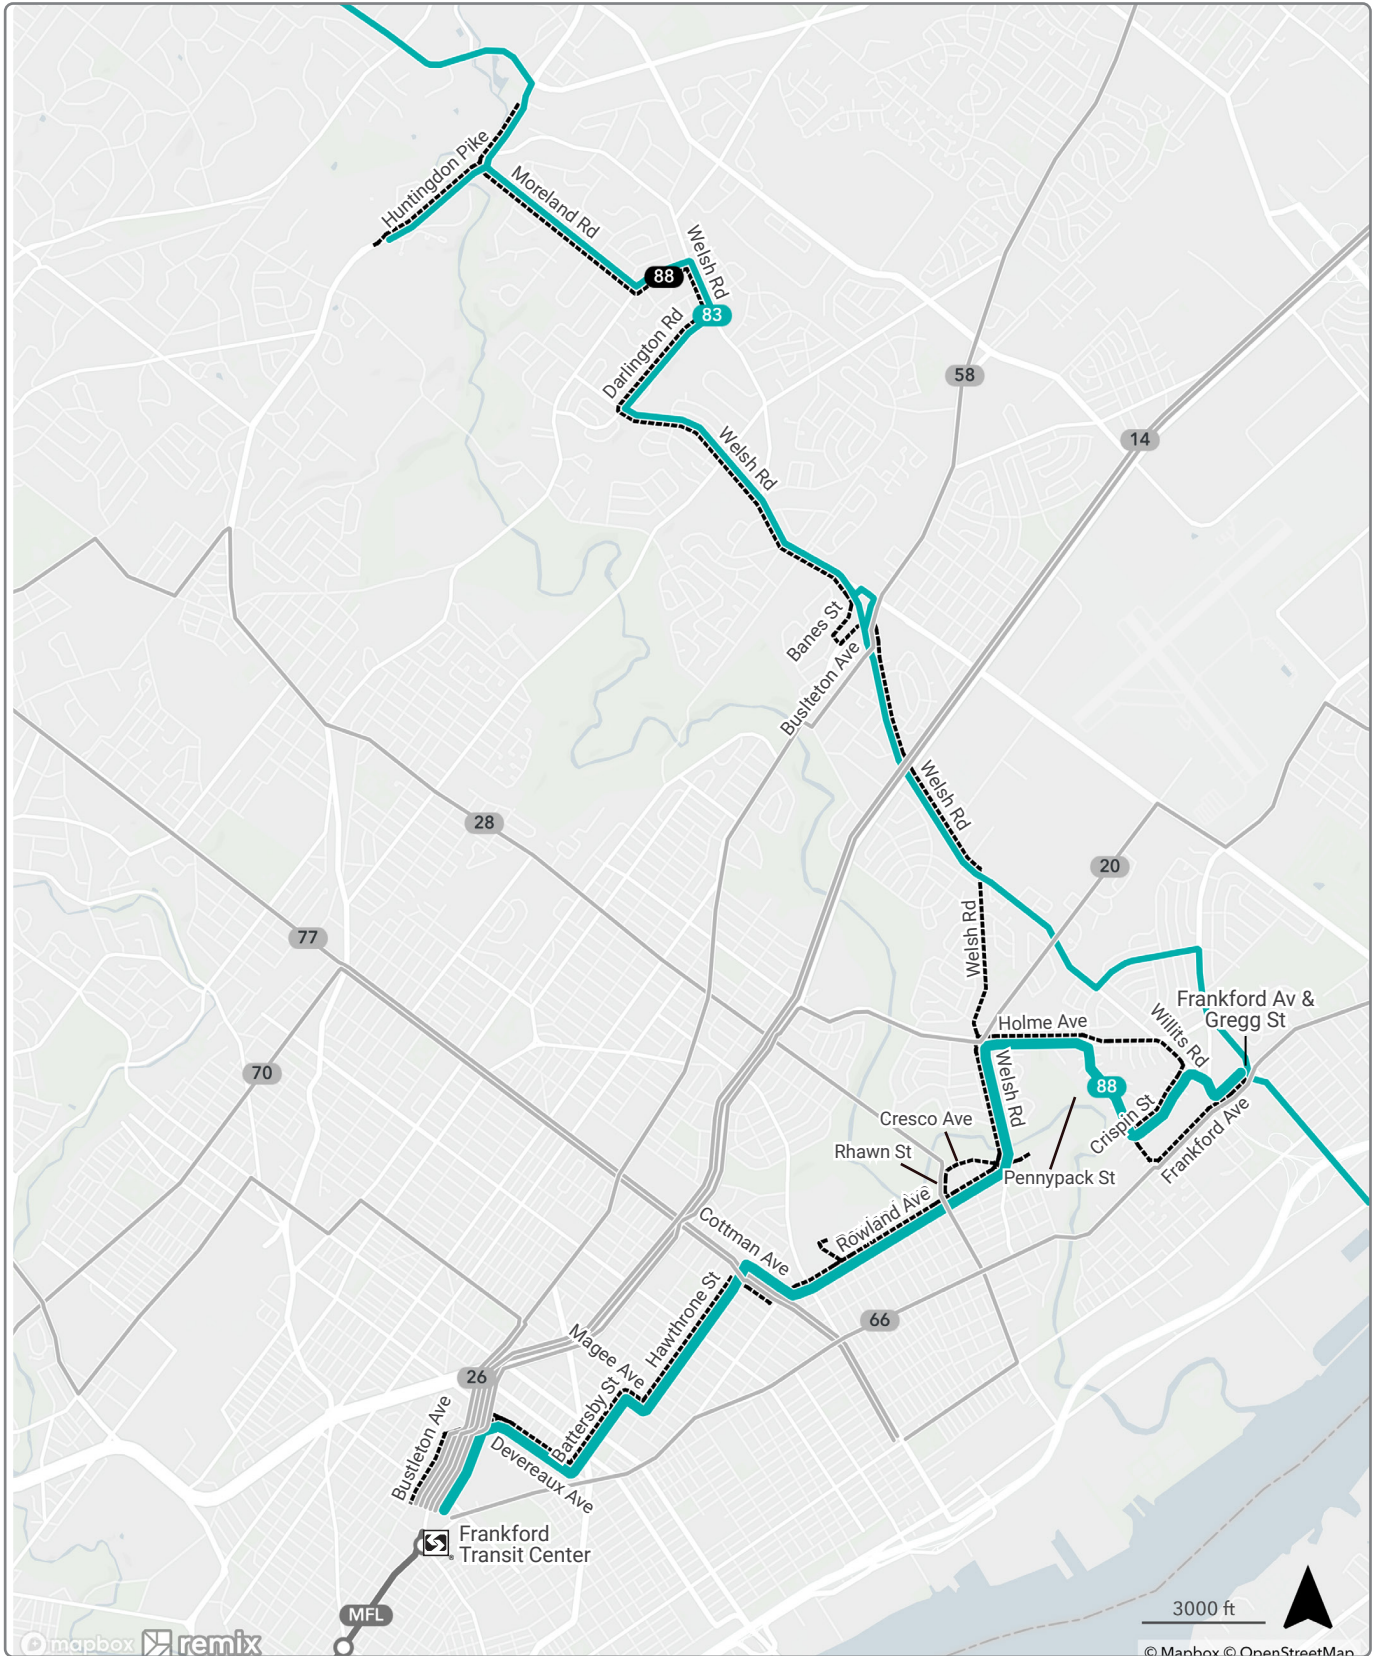 Huntingdon Pike
Moreland Rd
Welsh Rd
88
83
Darlington Rd
58
14
Welsh Rd
Banes St
Buslteton Ave
Welsh Rd
28
20
77
Welsh Rd
Frankford Av &
Gregg St
Holme Ave
Willits Rd
70
Welsh Rd
88
Cresco Ave
Crispin St
Rhawn St
Frankford Ave
Pennypack St
Rowland Ave
Cottman Ave
Hawthrone St
66
Magee Ave
26
Battersby St
Bustleton Ave
Devereaux Ave
Frankford
Transit Center
MFL
3000 ft
mapbox remix
© Mapbox © OpenStreetMap